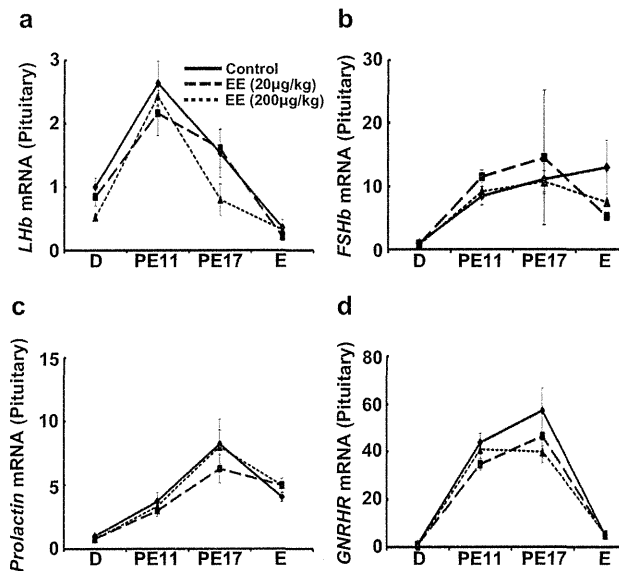 a
LHb mRNA (Pituitary)
3
2
1
0
D PE11 PE17 E
Control
EE (20µg/kg)
EE (200µg/kg)
b
FSHb mRNA (Pituitary)
30
20
10
0
D PE11 PE17 E
c
Prolactin mRNA (Pituitary)
15
10
5
0
D PE11 PE17 E
d
GNRHR mRNA (Pituitary)
80
60
40
20
0
D PE11 PE17 E